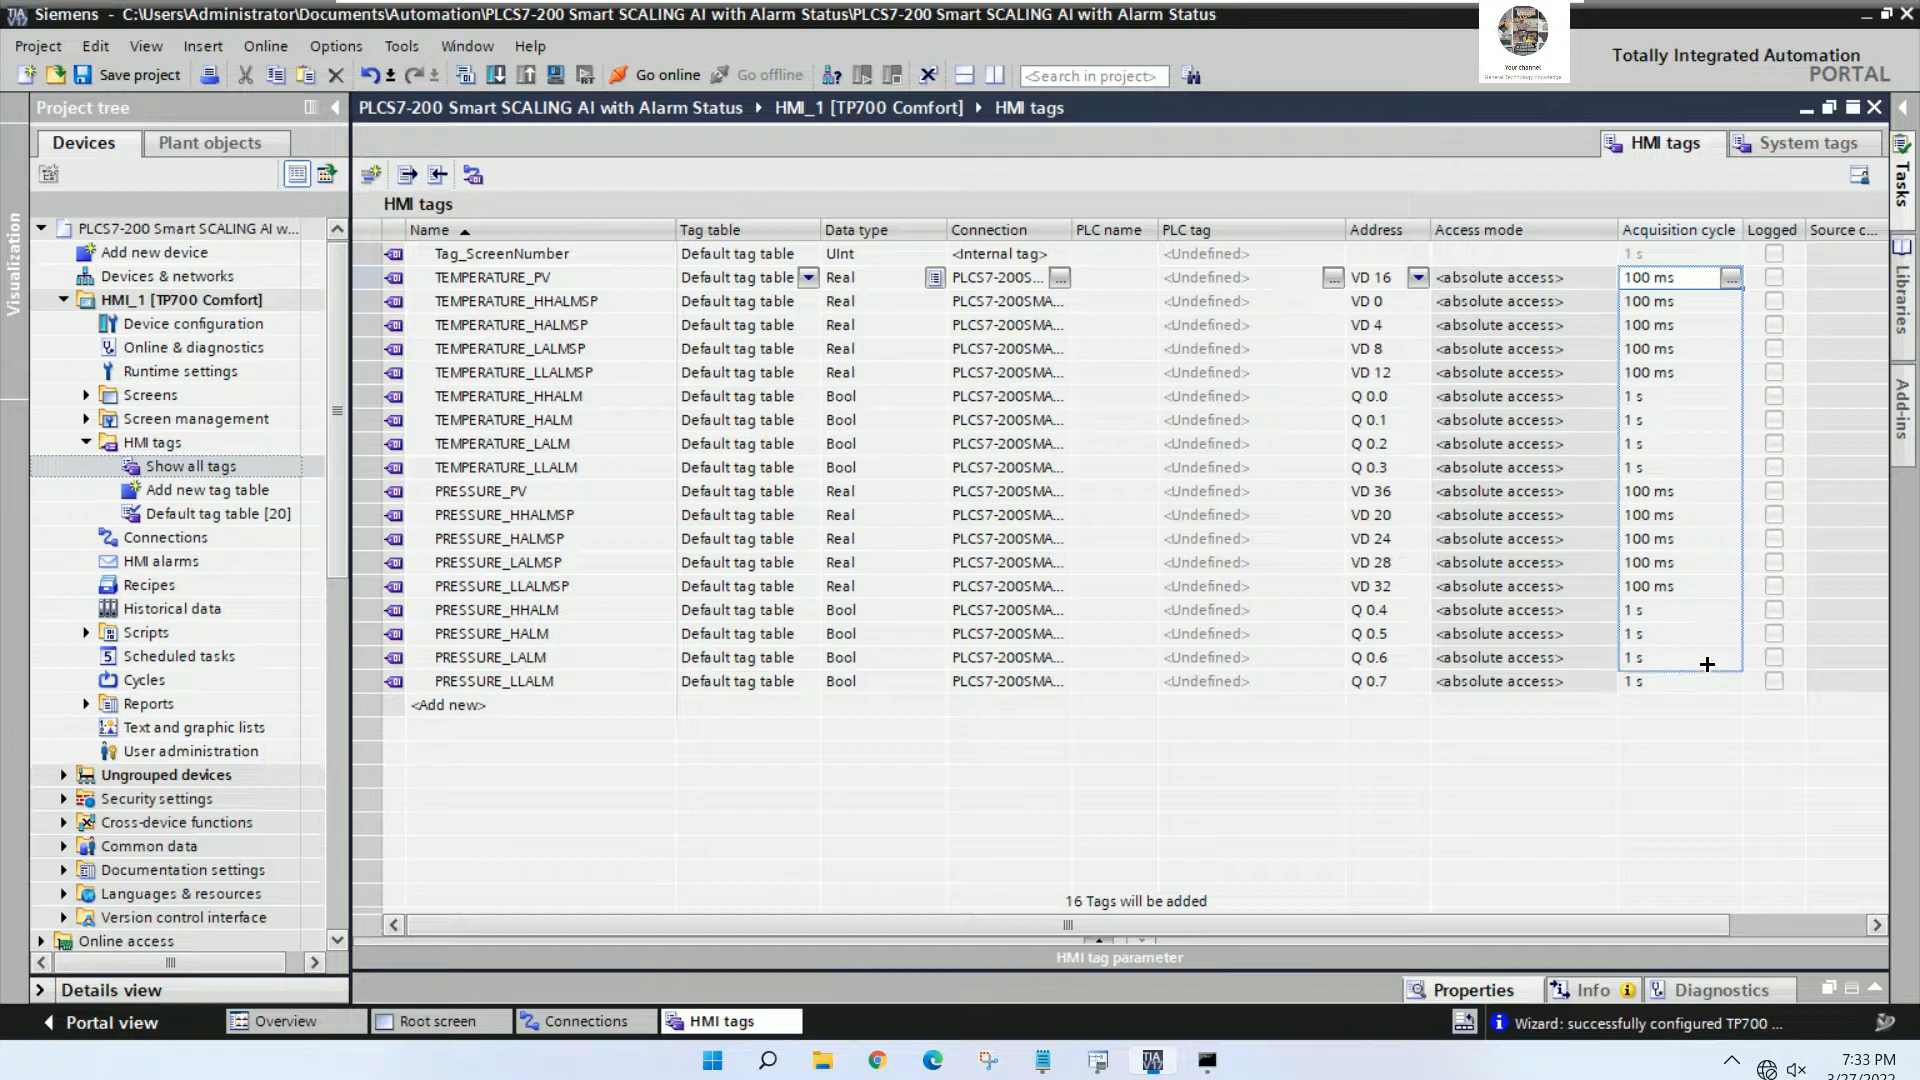 Siemens - C:\Users\Administrator\Documents\Automation\PLCS7-200 Smart SCALING AI with Alarm Status\PLCS7-200 Smart SCALING AI with Alarm Status
Project Edit View Insert Online Options Tools Window Help
Totally Integrated Automation
PORTAL
Your channel
General Technology Knowledge
Save project Go online Go offline <Search in project>
Project tree
PLCS7-200 Smart SCALING AI with Alarm Status HMI_1 [TP700 Comfort] HMI tags
Devices Plant objects
HMI tags System tags
Visualization
Tasks
Libraries
Add-ins
PLCS7-200 Smart SCALING AI w...
Add new device
Devices & networks
HMI_1 [TP700 Comfort]
Device configuration
Online & diagnostics
Runtime settings
Screens
Screen management
HMI tags
Show all tags
Add new tag table
Default tag table [20]
Connections
HMI alarms
Recipes
Historical data
Scripts
Scheduled tasks
Cycles
Reports
Text and graphic lists
User administration
Ungrouped devices
Security settings
Cross-device functions
Common data
Documentation settings
Languages & resources
Version control interface
Online access
Details view
HMI tags
Name Tag table Data type Connection PLC name PLC tag Address Access mode Acquisition cycle Logged Source c...
Tag_ScreenNumber Default tag table UInt <Internal tag> 1 s
TEMPERATURE_PV Default tag table Real PLCS7-200S... ... <Undefined> ... VD 16 <absolute access> 100 ms ...
TEMPERATURE_HHALMSP Default tag table Real PLCS7-200SMA... <Undefined> VD 0 <absolute access> 100 ms
TEMPERATURE_HALMSP Default tag table Real PLCS7-200SMA... <Undefined> VD 4 <absolute access> 100 ms
TEMPERATURE_LALMSP Default tag table Real PLCS7-200SMA... <Undefined> VD 8 <absolute access> 100 ms
TEMPERATURE_LLALMSP Default tag table Real PLCS7-200SMA... <Undefined> VD 12 <absolute access> 100 ms
TEMPERATURE_HHALM Default tag table Bool PLCS7-200SMA... <Undefined> Q 0.0 <absolute access> 1 s
TEMPERATURE_HALM Default tag table Bool PLCS7-200SMA... <Undefined> Q 0.1 <absolute access> 1 s
TEMPERATURE_LALM Default tag table Bool PLCS7-200SMA... <Undefined> Q 0.2 <absolute access> 1 s
TEMPERATURE_LLALM Default tag table Bool PLCS7-200SMA... <Undefined> Q 0.3 <absolute access> 1 s
PRESSURE_PV Default tag table Real PLCS7-200SMA... <Undefined> VD 36 <absolute access> 100 ms
PRESSURE_HHALMSP Default tag table Real PLCS7-200SMA... <Undefined> VD 20 <absolute access> 100 ms
PRESSURE_HALMSP Default tag table Real PLCS7-200SMA... <Undefined> VD 24 <absolute access> 100 ms
PRESSURE_LALMSP Default tag table Real PLCS7-200SMA... <Undefined> VD 28 <absolute access> 100 ms
PRESSURE_LLALMSP Default tag table Real PLCS7-200SMA... <Undefined> VD 32 <absolute access> 100 ms
PRESSURE_HHALM Default tag table Bool PLCS7-200SMA... <Undefined> Q 0.4 <absolute access> 1 s
PRESSURE_HALM Default tag table Bool PLCS7-200SMA... <Undefined> Q 0.5 <absolute access> 1 s
PRESSURE_LALM Default tag table Bool PLCS7-200SMA... <Undefined> Q 0.6 <absolute access> 1 s
PRESSURE_LLALM Default tag table Bool PLCS7-200SMA... <Undefined> Q 0.7 <absolute access> 1 s
<Add new>
16 Tags will be added
HMI tag parameter
Properties Info Diagnostics
Portal view Overview Root screen Connections HMI tags Wizard: successfully configured TP700 ...
7:33 PM
3/27/2022